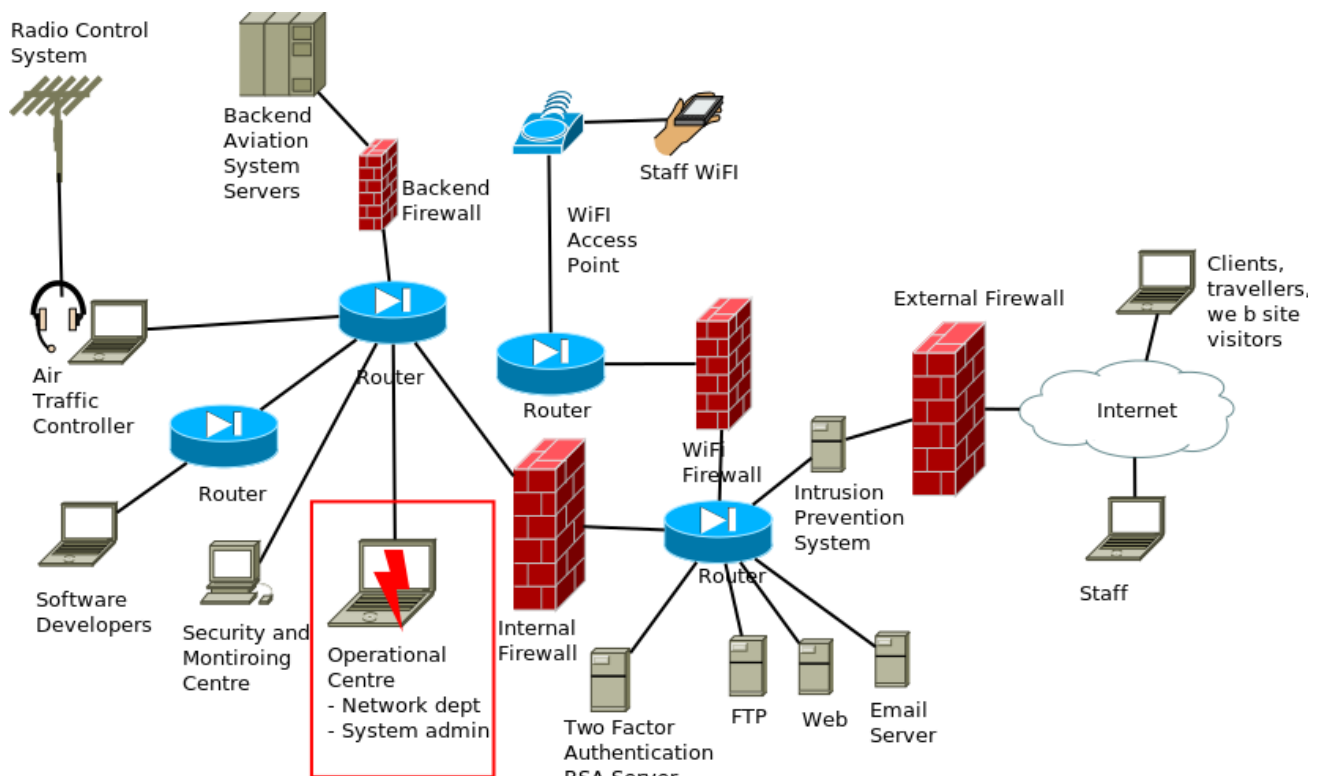 Radio Control
System
Backend
Aviation
System
Servers
Backend
Firewall
WiFI
Access
Point
Staff WiFI
Air
Traffic
Controller
Router
Router
Router
WiFi
Firewall
External Firewall
Clients,
travellers,
we b site
visitors
Internet
Staff
Intrusion
Prevention
System
Router
Software
Developers
Security and
Montiroing
Centre
Operational
Centre
- Network dept
- System admin
Internal
Firewall
Two Factor
Authentication
RSA Server
FTP
Web
Email
Server